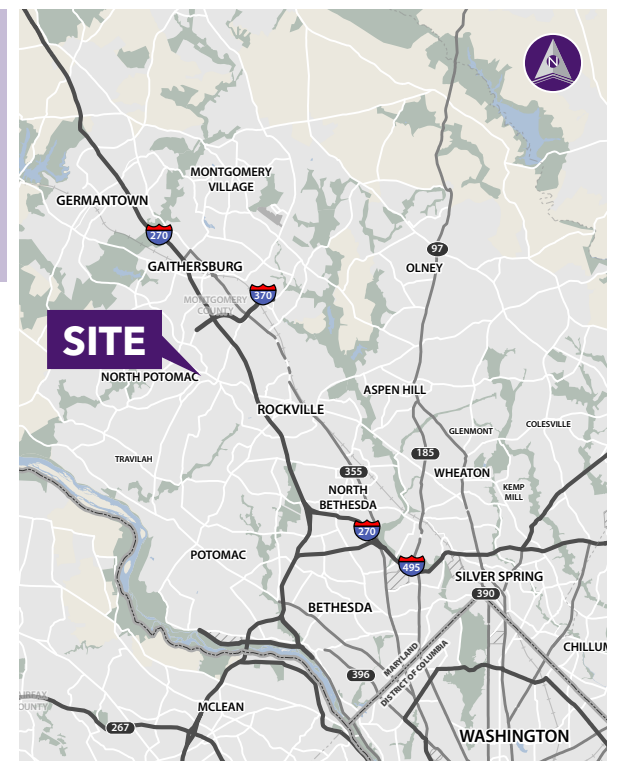 N
MONTGOMERY
VILLAGE
GERMANTOWN
270
97
GAITHERSBURG
OLNEY
370
MONTGOMERY
COUNTY
SITE
NORTH POTOMAC
ASPEN HILL
ROCKVILLE
COLESVILLE
GLENMONT
185
TRAVILAH
355
WHEATON
KEMP
MILL
NORTH
BETHESDA
270
POTOMAC
495
SILVER SPRING
390
BETHESDA
CHILLUM
MARYLAND
DISTRICT OF COLUMBIA
396
MCLEAN
267
WASHINGTON